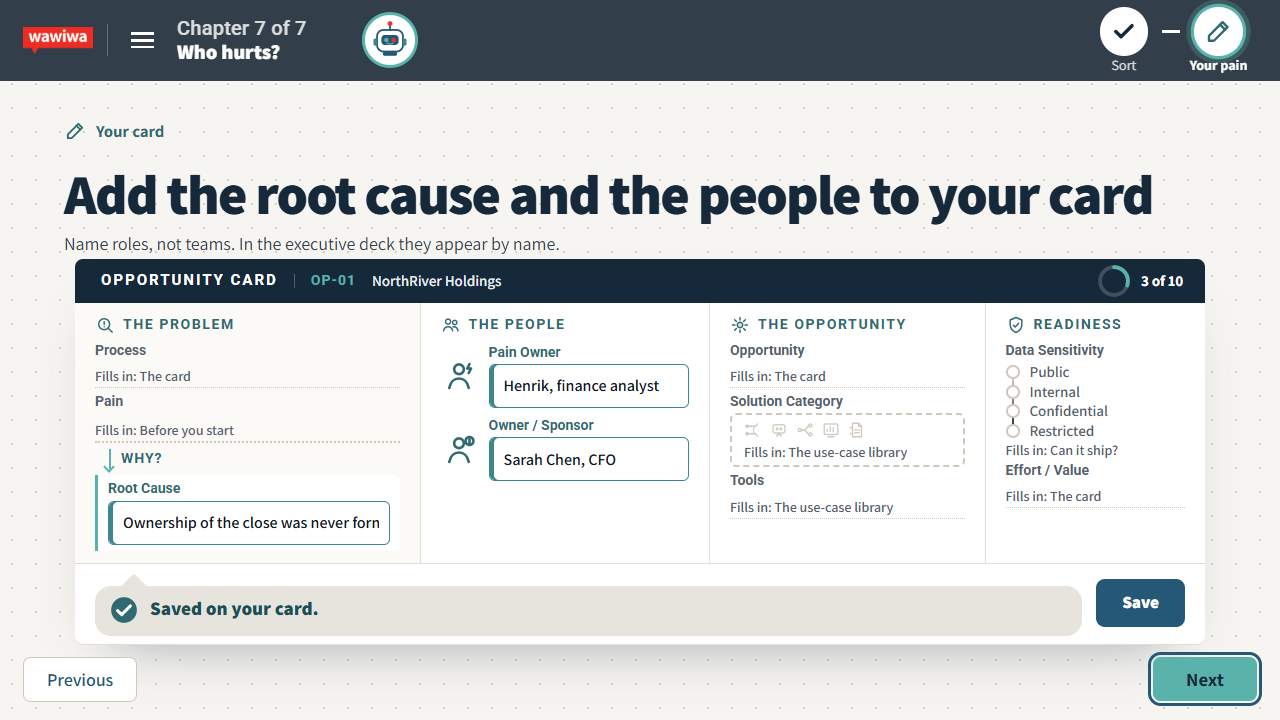 wawiwa
Chapter 7 of 7
Who hurts?
Sort
Your pain
Your card
Add the root cause and the people to your card
Name roles, not teams. In the executive deck they appear by name.
OPPORTUNITY CARD
OP-01
NorthRiver Holdings
3 of 10
THE PROBLEM
Process
Fills in: The card
Pain
Fills in: Before you start
WHY?
Root Cause
Ownership of the close was never forn
THE PEOPLE
Pain Owner
Henrik, finance analyst
Owner / Sponsor
Sarah Chen, CFO
THE OPPORTUNITY
Opportunity
Fills in: The card
Solution Category
Fills in: The use-case library
Tools
Fills in: The use-case library
READINESS
Data Sensitivity
Public
Internal
Confidential
Restricted
Fills in: Can it ship?
Effort / Value
Fills in: The card
Saved on your card.
Save
Previous
Next